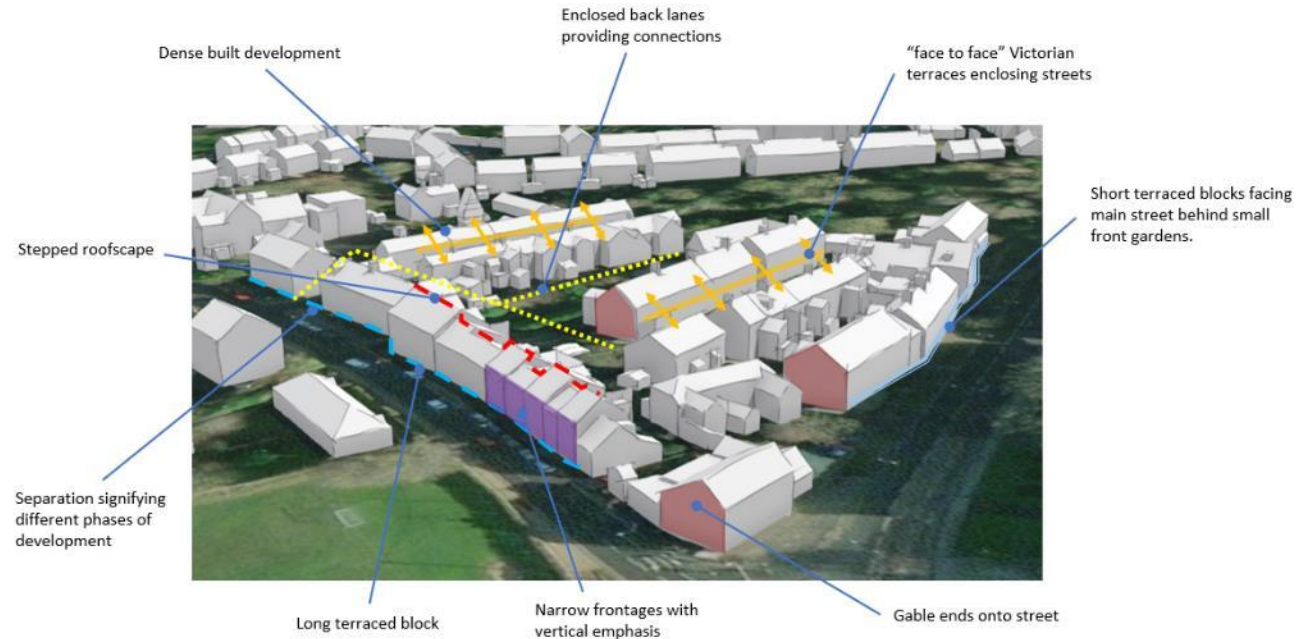 Enclosed back lanes
providing connections
Dense built development
“face to face” Victorian
terraces enclosing streets
Short terraced blocks facing
main street behind small
front gardens.
Stepped roofscape
Separation signifying
different phases of
development
Long terraced block
Narrow frontages with
vertical emphasis
Gable ends onto street